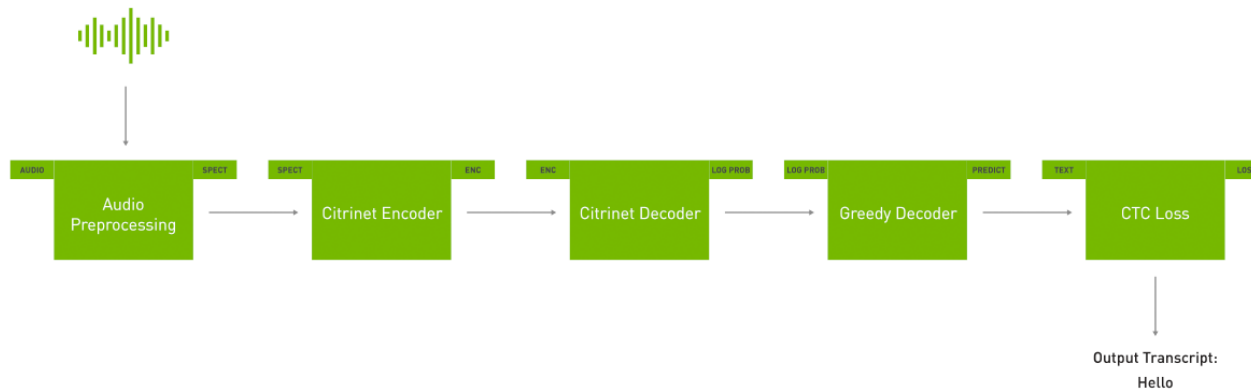 AUDIO
SPECT
Audio
Preprocessing
SPECT
ENC
Citrinet Encoder
ENC
LOG PROB
Citrinet Decoder
LOG PROB
PREDICT
Greedy Decoder
TEXT
LOS
CTC Loss
Output Transcript:
Hello